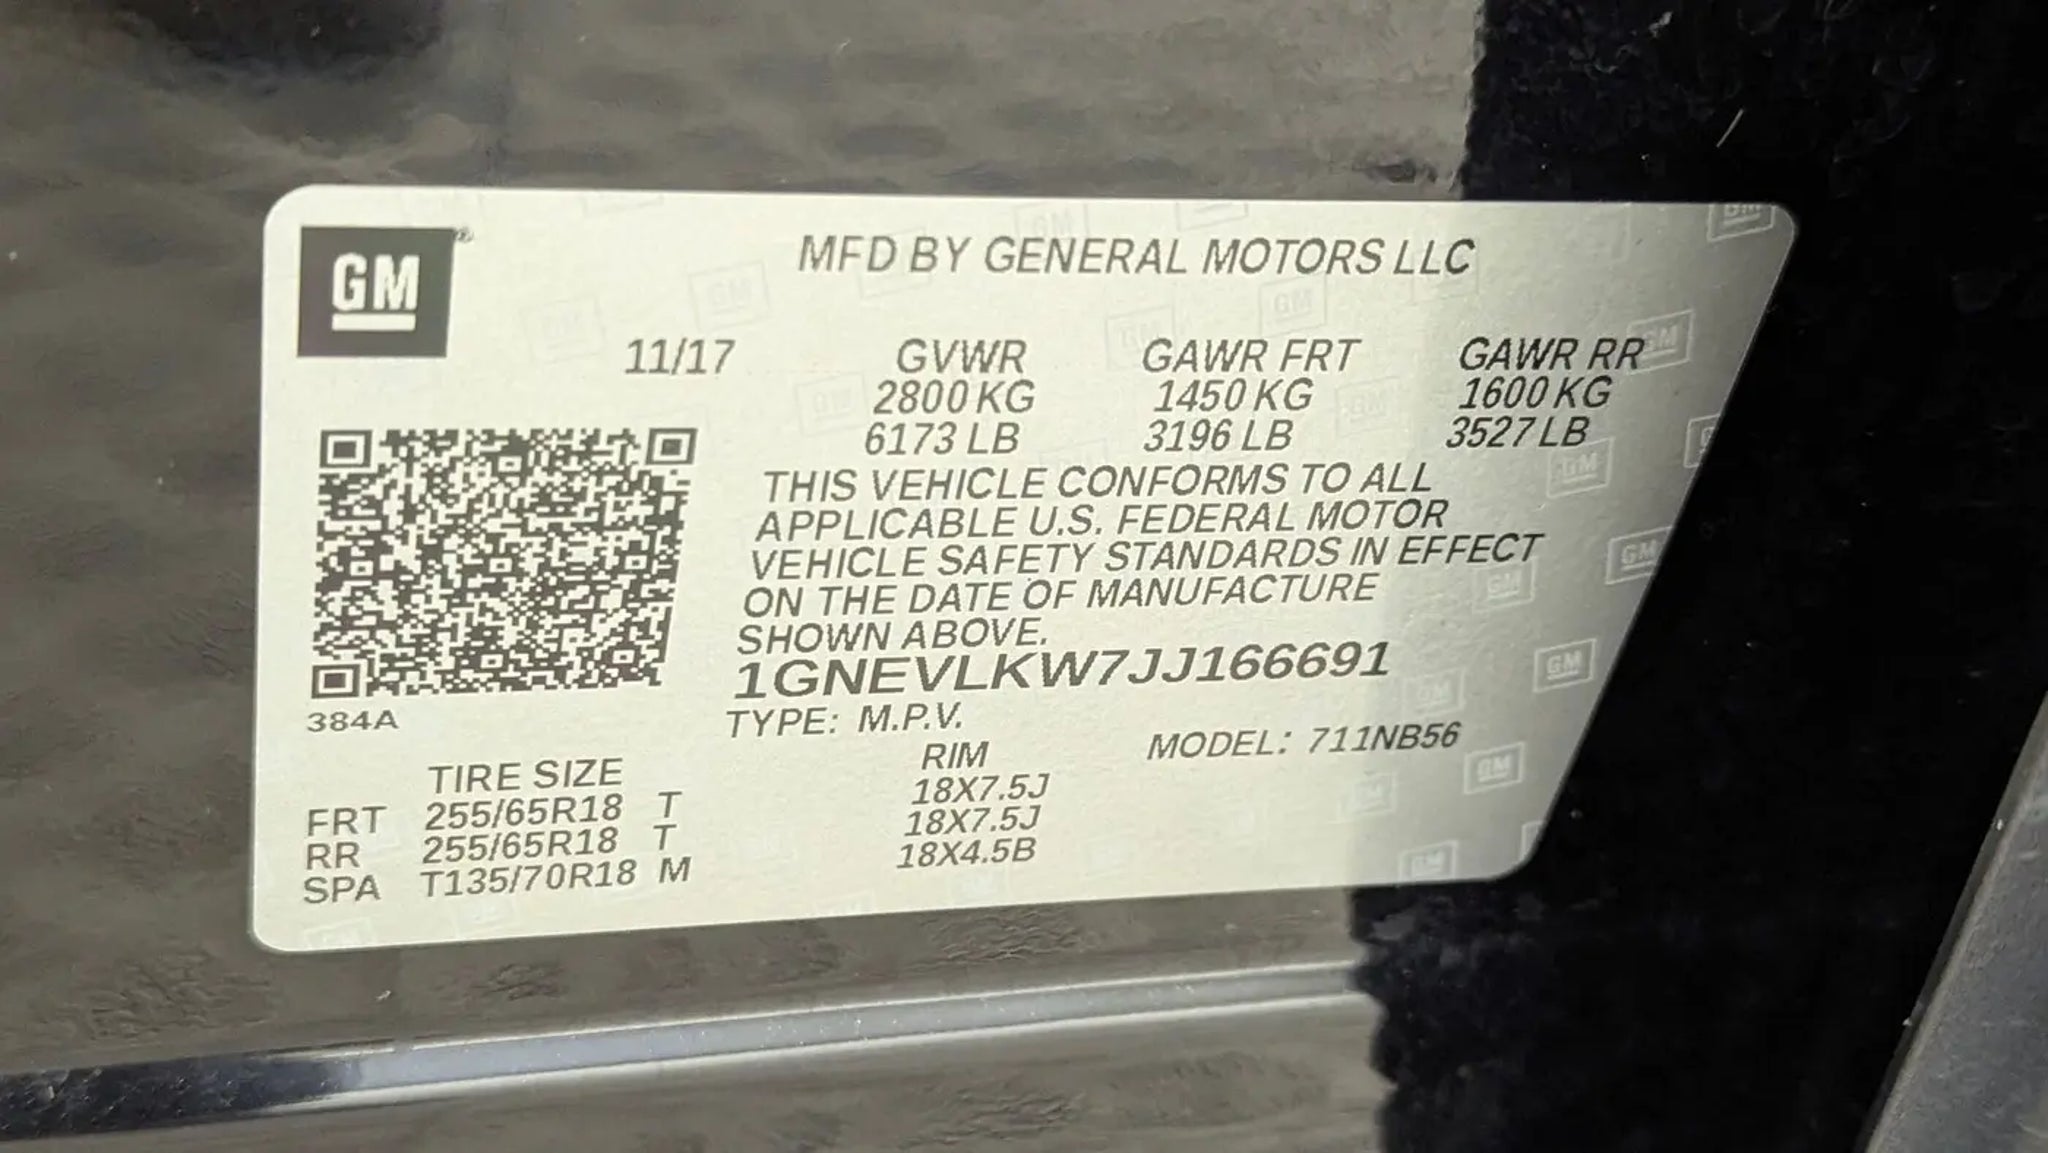 GM
MFD BY GENERAL MOTORS LLC
11/17 GVWR GAWR FRT GAWR RR
2800 KG 1450 KG 1600 KG
6173 LB 3196 LB 3527 LB
THIS VEHICLE CONFORMS TO ALL
APPLICABLE U.S. FEDERAL MOTOR
VEHICLE SAFETY STANDARDS IN EFFECT
ON THE DATE OF MANUFACTURE
SHOWN ABOVE.
1GNEVLKW7JJ166691
384A
TYPE: M.P.V.
MODEL: 711NB56
TIRE SIZE RIM
FRT 255/65R18 T 18X7.5J
RR 255/65R18 T 18X7.5J
SPA T135/70R18 M 18X4.5B